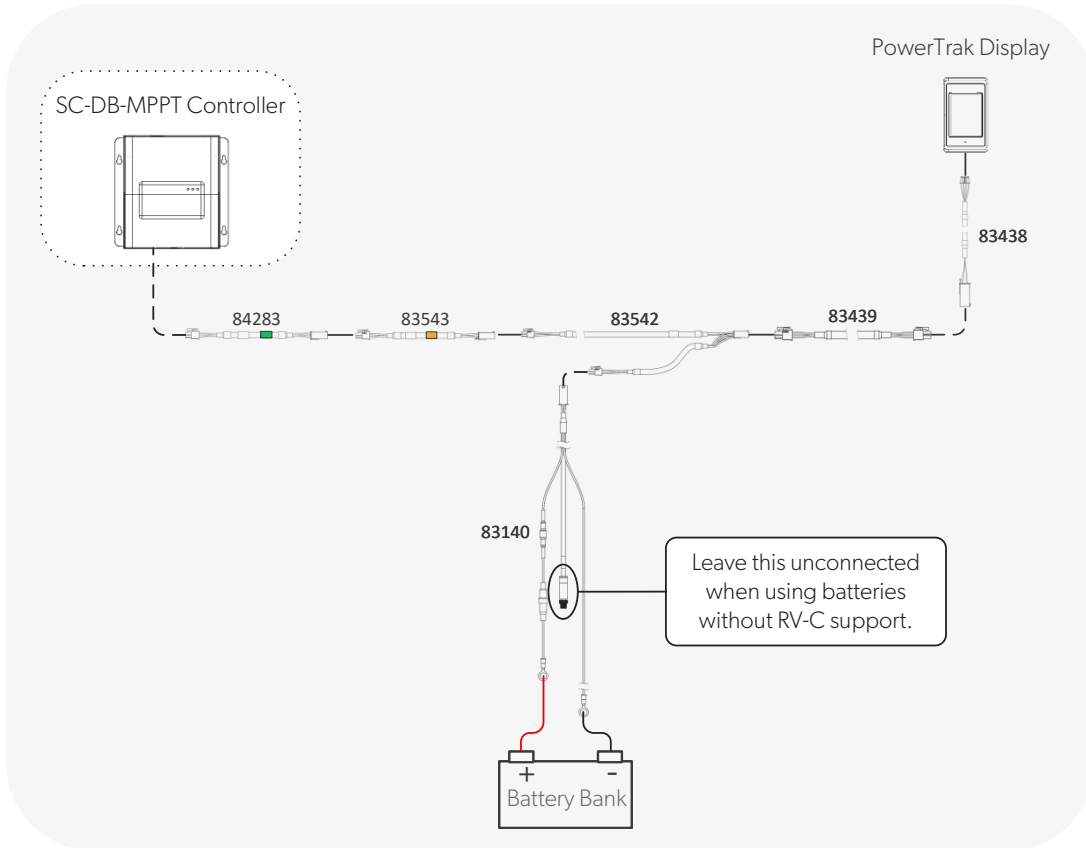 PowerTrak Display
SC-DB-MPPT Controller
83438
84283
83543
83542
83439
83140
Leave this unconnected
when using batteries
without RV-C support.
+
-
Battery Bank